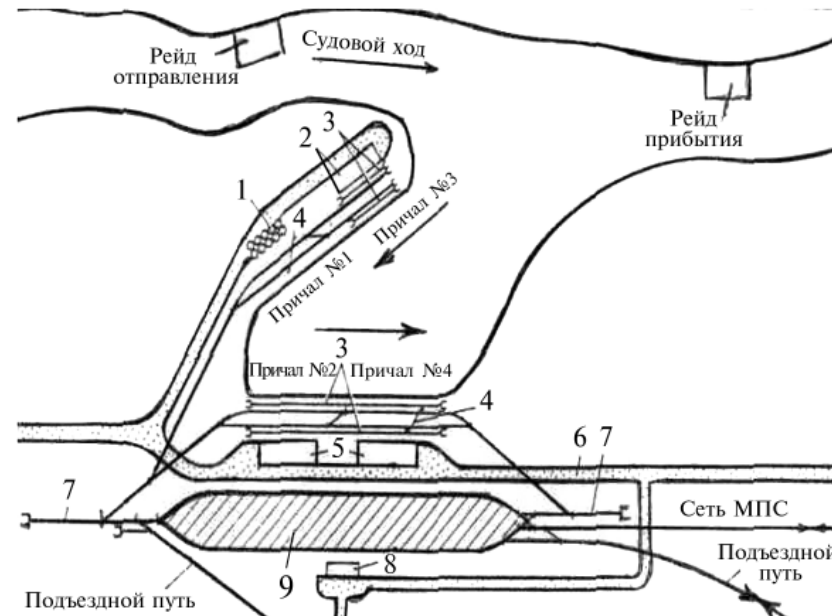 Рейд
отправления
Судовой ход
Рейд
прибытия
3
2
1
4
Причал №3
Причал №1
3
Причал №2
Причал №4
4
5
6
7
7
Сеть МПС
9
8
Подъездной путь
Подъездной
путь